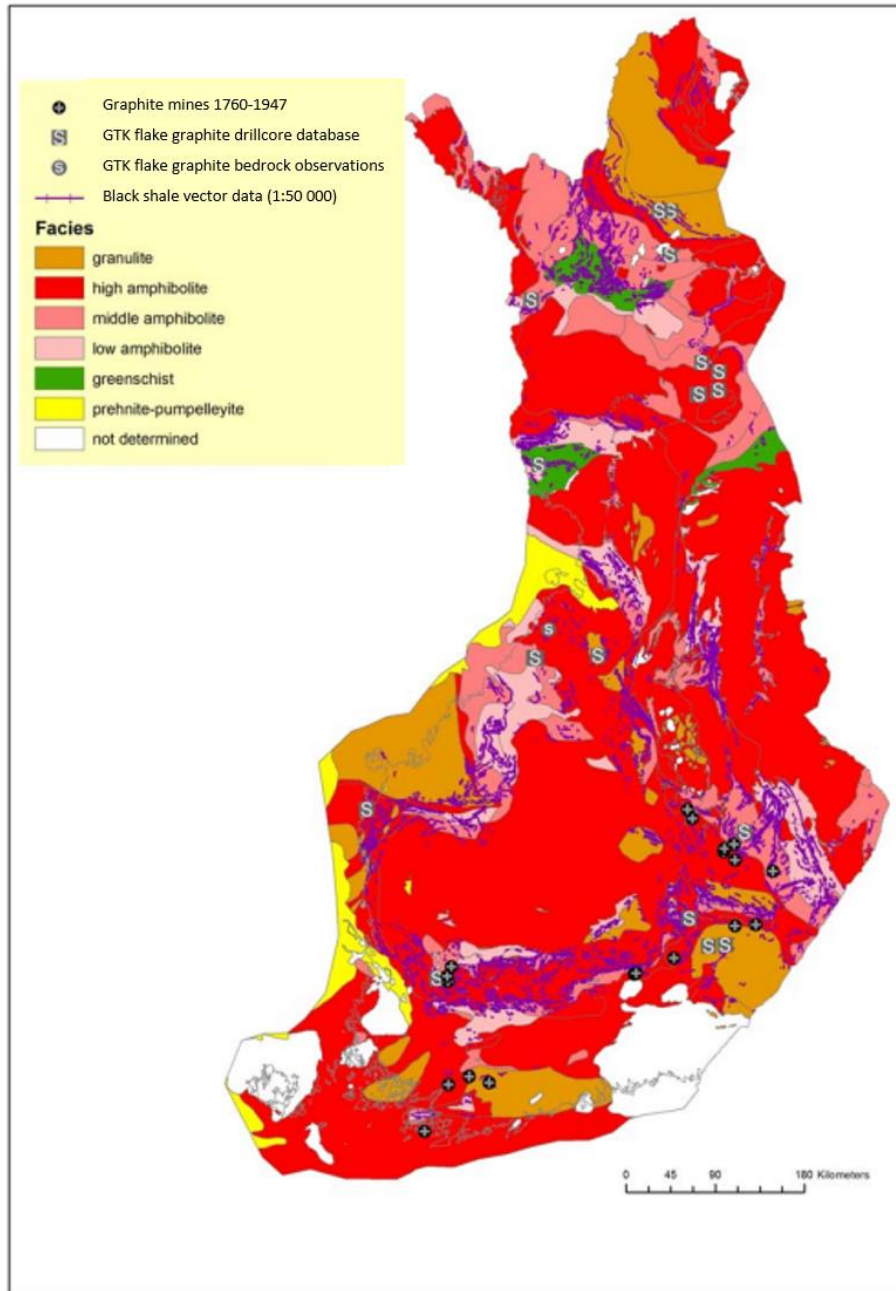 Graphite mines 1760-1947
S GTK flake graphite drillcore database
S GTK flake graphite bedrock observations
Black shale vector data (1:50 000)
Facies
granulite
high amphibolite
middle amphibolite
low amphibolite
greenschist
prehnite-pumpelleyite
not determined
S S
S
S
S
S
S S
S
S
S
S
S
S
S
S S
S
0 45 90 180 Kilometers